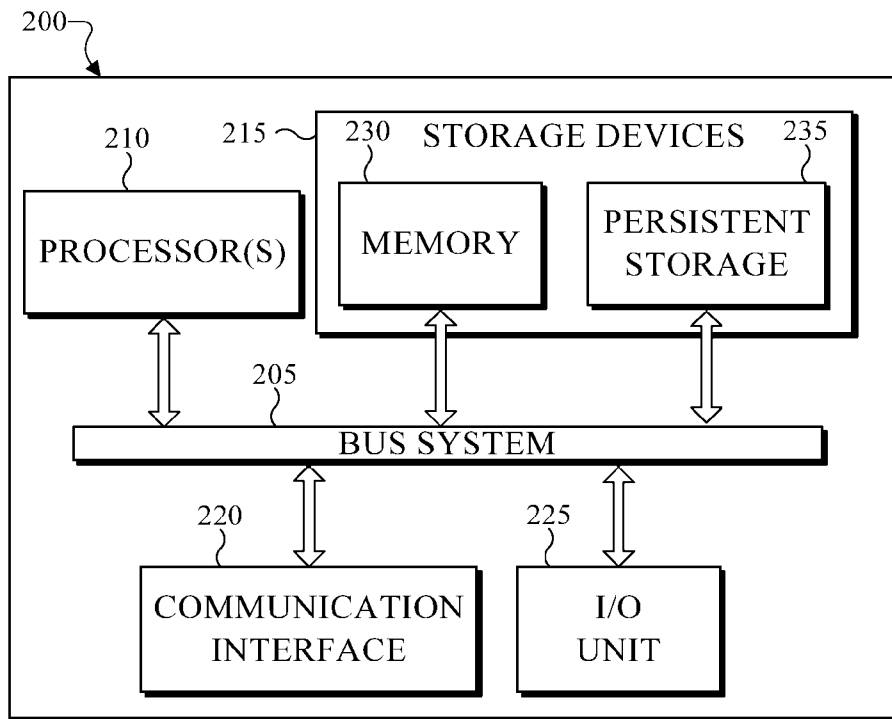 200
210
215
STORAGE DEVICES
230
235
PROCESSOR(S)
MEMORY
PERSISTENT
STORAGE
205
BUS SYSTEM
220
225
COMMUNICATION
INTERFACE
I/O
UNIT